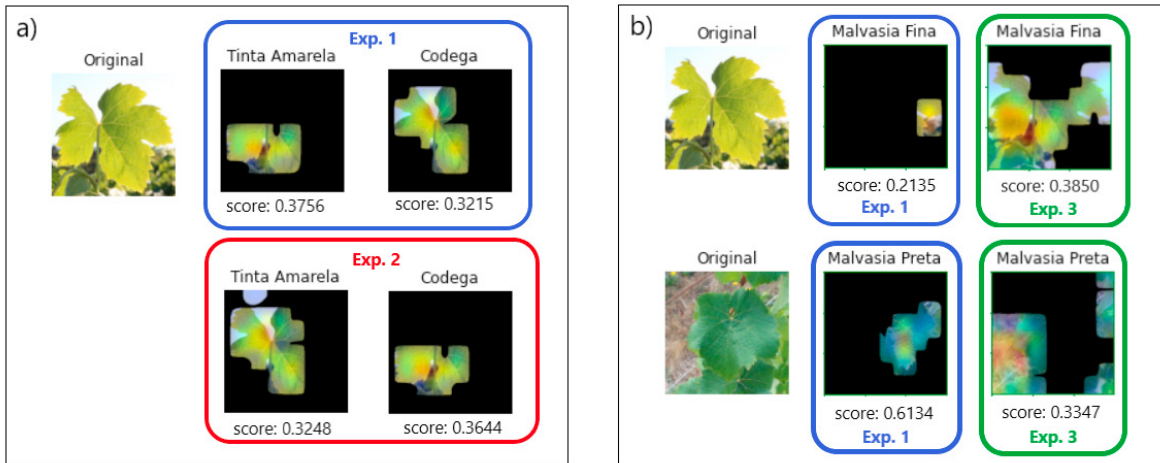 a)
Original
Exp. 1
Tinta Amarela
Codega
score: 0.3756
score: 0.3215
Exp. 2
Tinta Amarela
Codega
score: 0.3248
score: 0.3644
b)
Original
Malvasia Fina
Malvasia Fina
score: 0.2135
score: 0.3850
Exp. 1
Exp. 3
Original
Malvasia Preta
Malvasia Preta
score: 0.6134
score: 0.3347
Exp. 1
Exp. 3